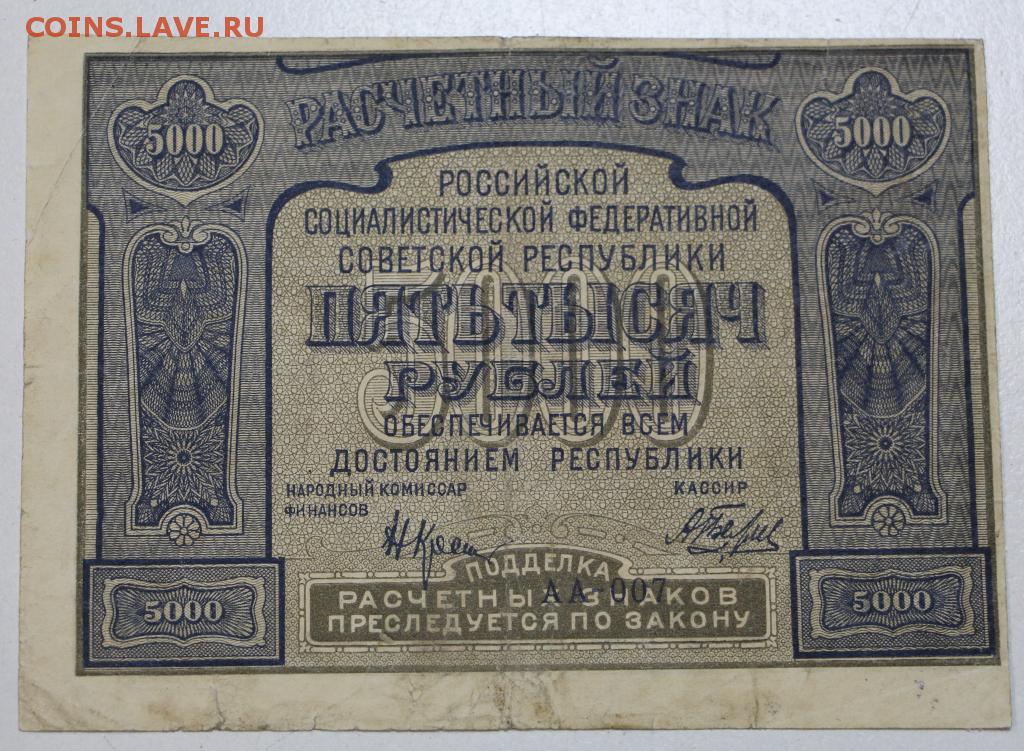 COINS.LAVE.RU
РАСЧЕТНЫЙ ЗНАК
5000 5000
РОССИЙСКОЙ
СОЦИАЛИСТИЧЕСКОЙ ФЕДЕРАТИВНОЙ
СОВЕТСКОЙ РЕСПУБЛИКИ
5000
ПЯТЬ ТЫСЯЧ
РУБЛЕЙ
ОБЕСПЕЧИВАЕТСЯ ВСЕМ
ДОСТОЯНИЕМ РЕСПУБЛИКИ
НАРОДНЫЙ КОМИССАР КАССИР
ФИНАНСОВ
ПОДДЕЛКА
АА-007
РАСЧЕТНЫХ ЗНАКОВ
ПРЕСЛЕДУЕТСЯ ПО ЗАКОНУ
5000 5000